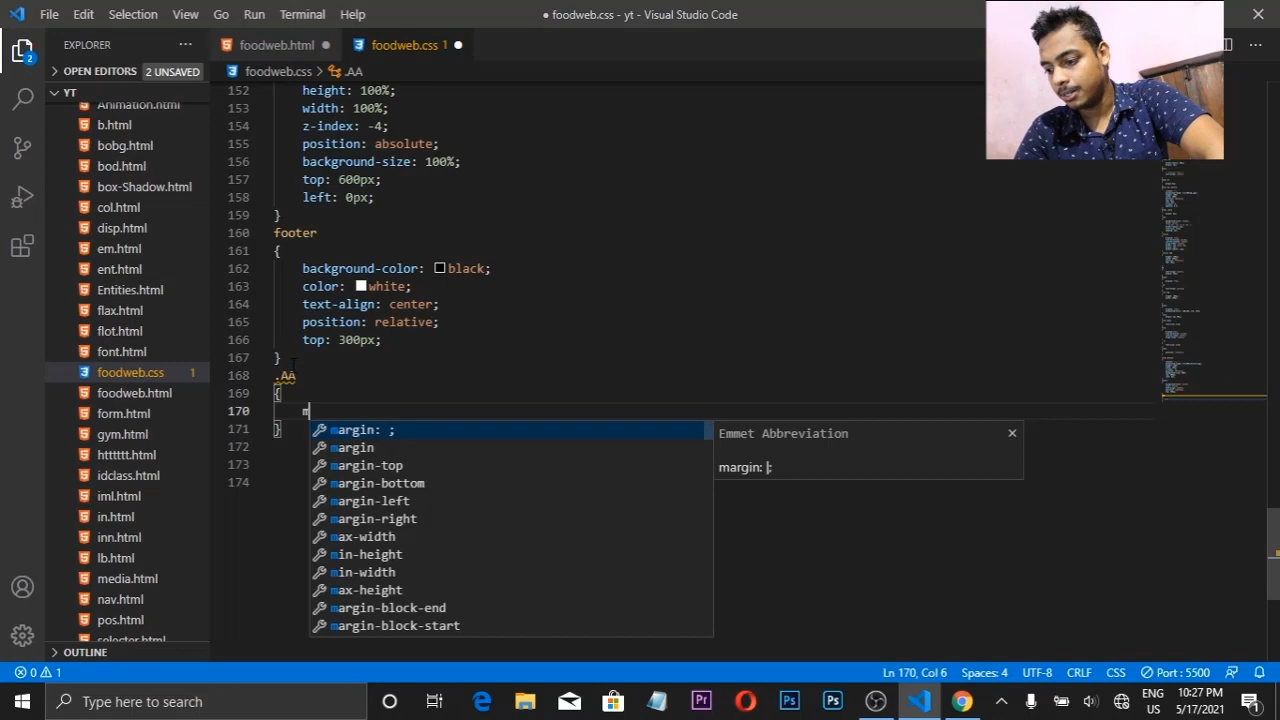 File Edit Selection View Go Run Terminal Help
● foodweb.css - yt - Visual Studio Code
EXPLORER
foodweb.html
foodweb.css 1
OPEN EDITORS 2 UNSAVED
foodweb.css > .AA
YT
Animation.html
b.html
bobg.html
bod.html
box-Shadow.html
col.html
disp.html
em.html
ent.html
Entities.html
flax.html
flot.html
font.html
foodweb.css 1
foodweb.html
form.html
gym.html
htttttt.html
idclass.html
iml.html
in.html
inn.html
lb.html
media.html
nav.html
pos.html
selecter.html
OUTLINE
152 height: 100%;
153 width: 100%;
154 z-index: -4;
155 position: absolute;
156 background-size: 100%;
157 top: 600px;
158 left: 0px;
159 }
160 footer
161 {
162 background-color: black;
163 color: white;
164 text-align: center;
165 position: relative;
166 top: 300px;
167 }
168 .AA
169 {
170 m
171 }
172
173
174
margin: ;
margin
margin-top
margin-bottom
margin-left
margin-right
max-width
min-height
min-width
max-height
margin-block-end
margin-block-start
Emmet Abbreviation
margin: |;
2
0 1
Ln 170, Col 6 Spaces: 4 UTF-8 CRLF CSS Port : 5500
Type here to search
Pr
Ps
Ps
ENG
US
10:27 PM
5/17/2021
1